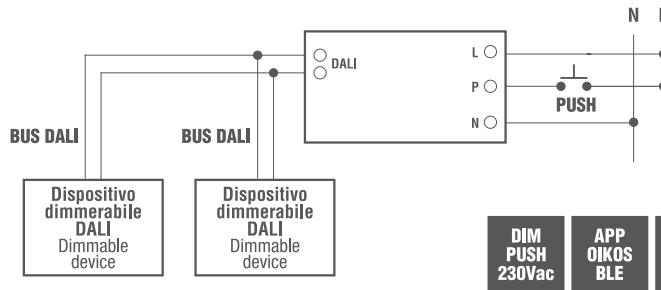 N
L
DALI
P
PUSH
N
BUS DALI
BUS DALI
Dispositivo
dimmerabile
DALI
Dimmable
device
Dispositivo
dimmerabile
DALI
Dimmable
device
DIM
PUSH
230Vac
APP
OIKOS
BLE